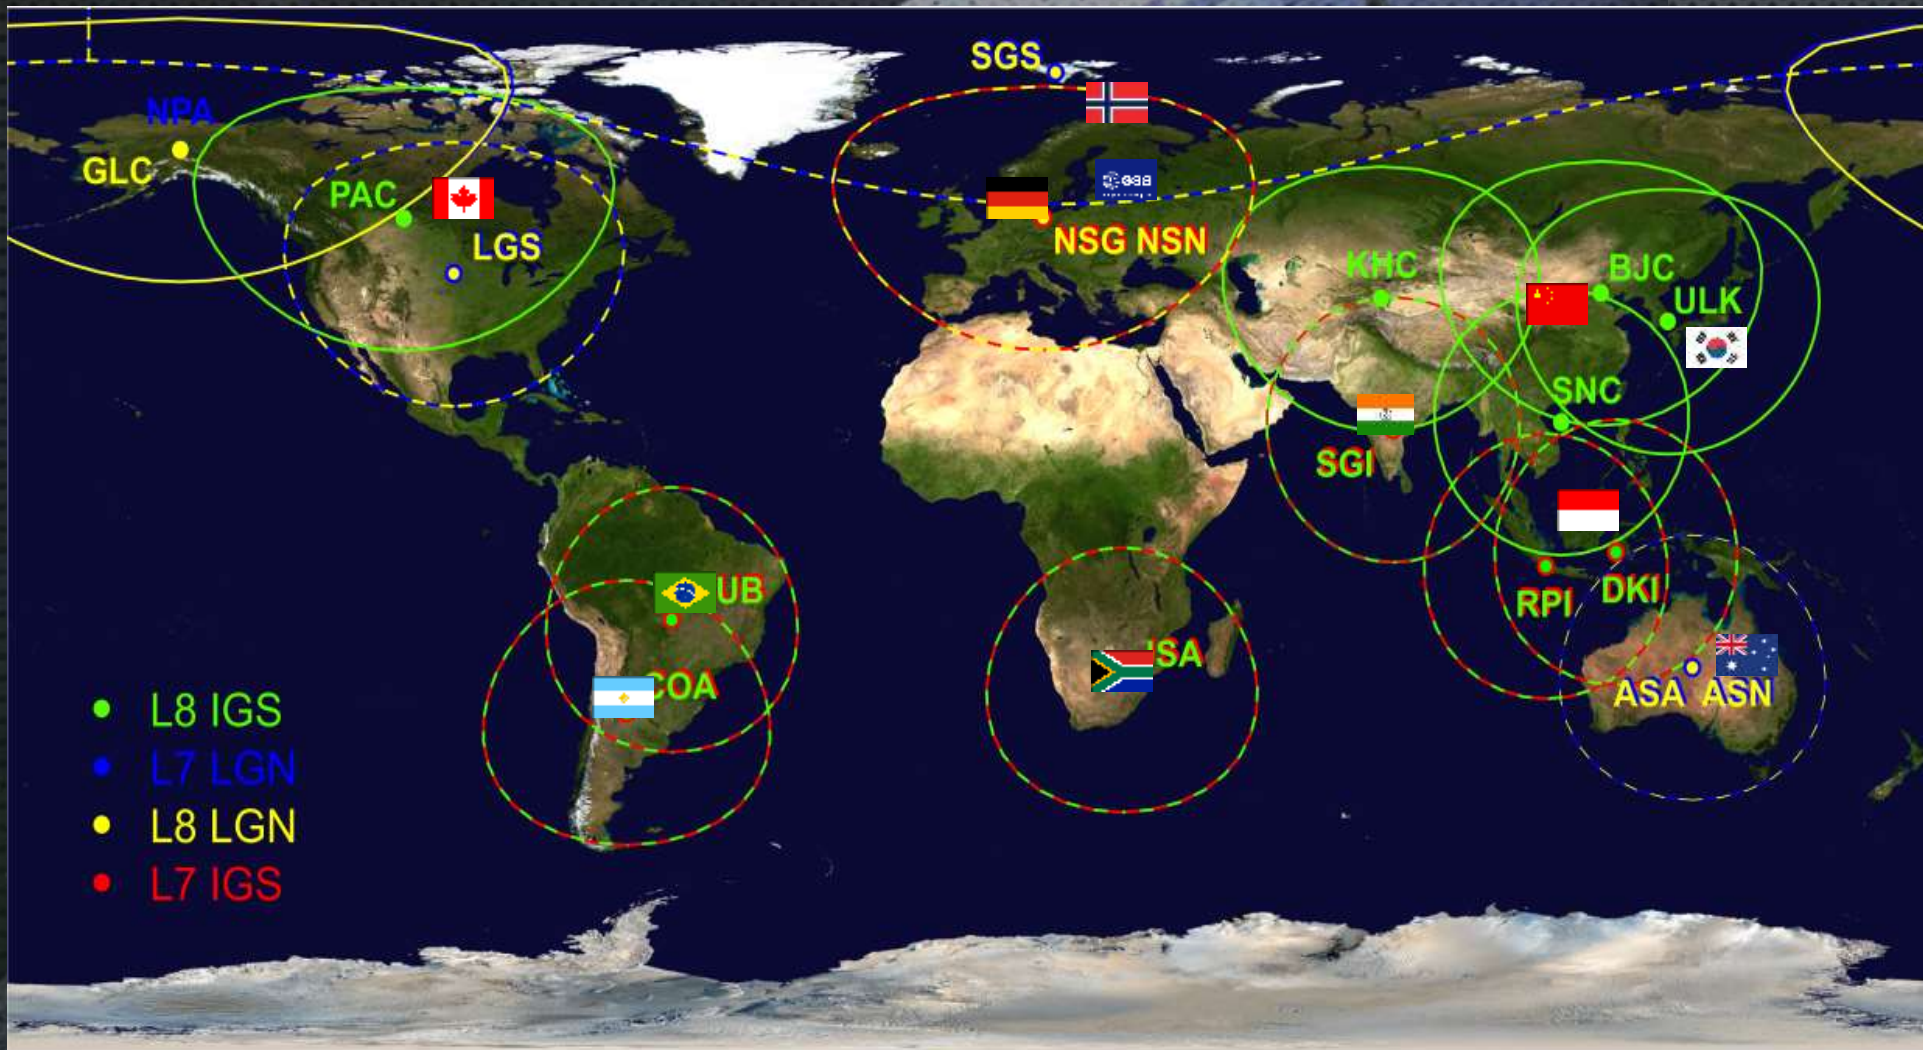 SGS
NPA
GLC
PAC
LGS
NSG NSN
KHC
BJC
ULK
SNC
SGI
UB
RPI
DKI
JSA
COA
ASA ASN
L8 IGS
L7 LGN
L8 LGN
L7 IGS